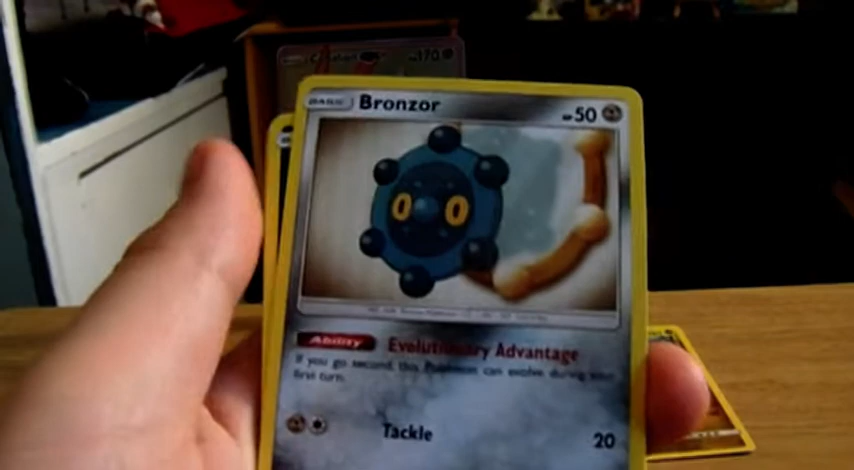 HP170
BASIC Bronzor HP50
Ability Evolutionary Advantage
If you go second, this Pokémon can evolve during your
first turn.
Tackle 20